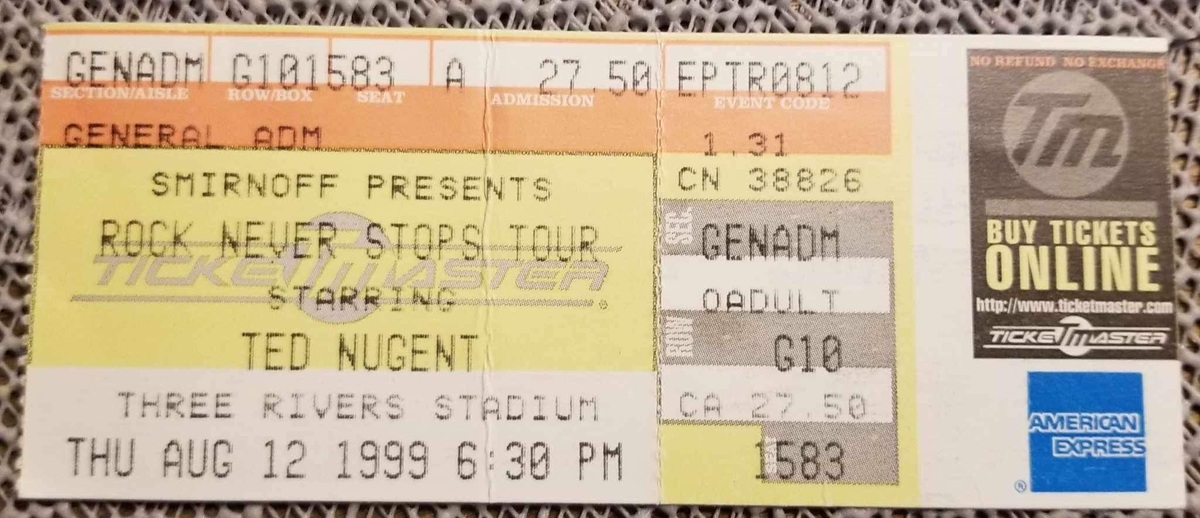 GENADM G101583 A 27.50 EPTR0812
SECTION/AISLE ROW/BOX SEAT ADMISSION EVENT CODE
GENERAL ADM 1.31
CN 38826
SMIRNOFF PRESENTS
ROCK NEVER STOPS TOUR
TICKETMASTER ®
STARRING
TED NUGENT
THREE RIVERS STADIUM
THU AUG 12 1999 6:30 PM
SEC.
GENADM
0ADULT
ROW
G10
CA 27.50
SEAT
1583
NO REFUND NO EXCHANGE
TM
BUY TICKETS
ONLINE
http://www.ticketmaster.com
TICKETMASTER
AMERICAN
EXPRESS
®